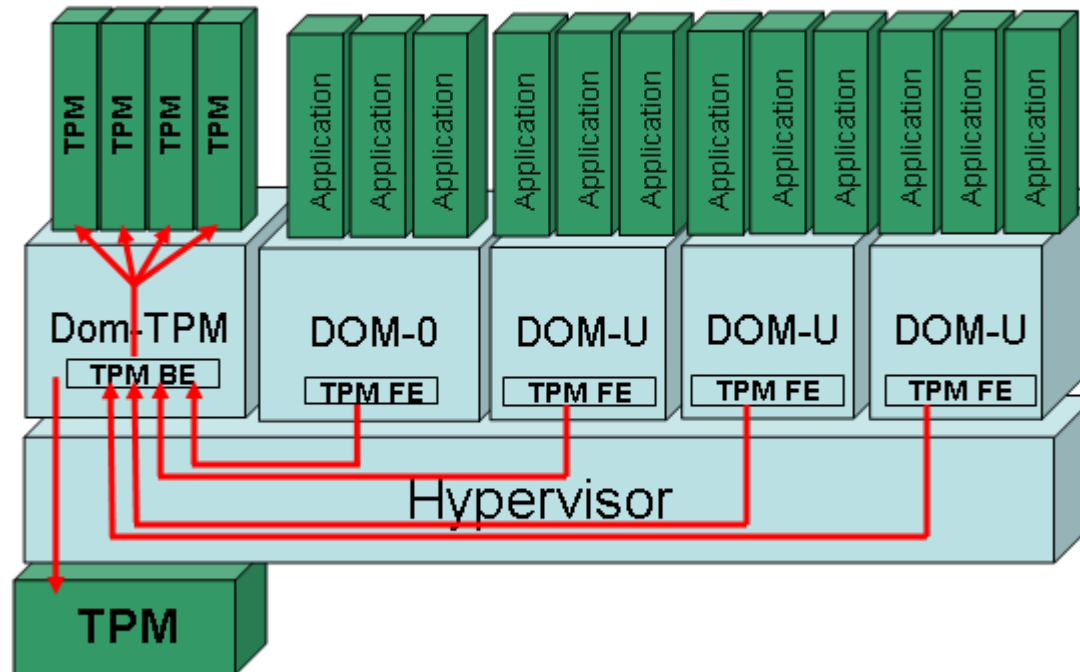 TPM
TPM
TPM
TPM
Application
Application
Application
Application
Application
Application
Application
Application
Application
Application
Application
Application
Dom-TPM
DOM-0
DOM-U
DOM-U
DOM-U
TPM BE
TPM FE
TPM FE
TPM FE
TPM FE
Hypervisor
TPM